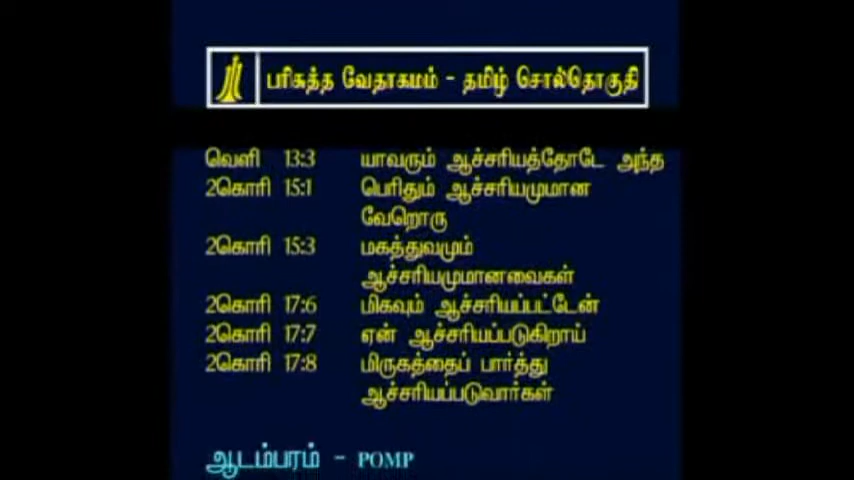 பரிசுத்த வேதாகமம் - தமிழ் சொல்தொகுதி
வெளி 13:3 யாவரும் ஆச்சரியத்தோடே அந்த
2கொரி 15:1 பெரிதும் ஆச்சரியமுமான
வேறொரு
2கொரி 15:3 மகத்துவமும்
ஆச்சரியமுமானவைகள்
2கொரி 17:6 மிகவும் ஆச்சரியப்பட்டேன்
2கொரி 17:7 ஏன் ஆச்சரியப்படுகிறாய்
2கொரி 17:8 மிருகத்தைப் பார்த்து
ஆச்சரியப்படுவார்கள்
ஆடம்பரம் - POMP